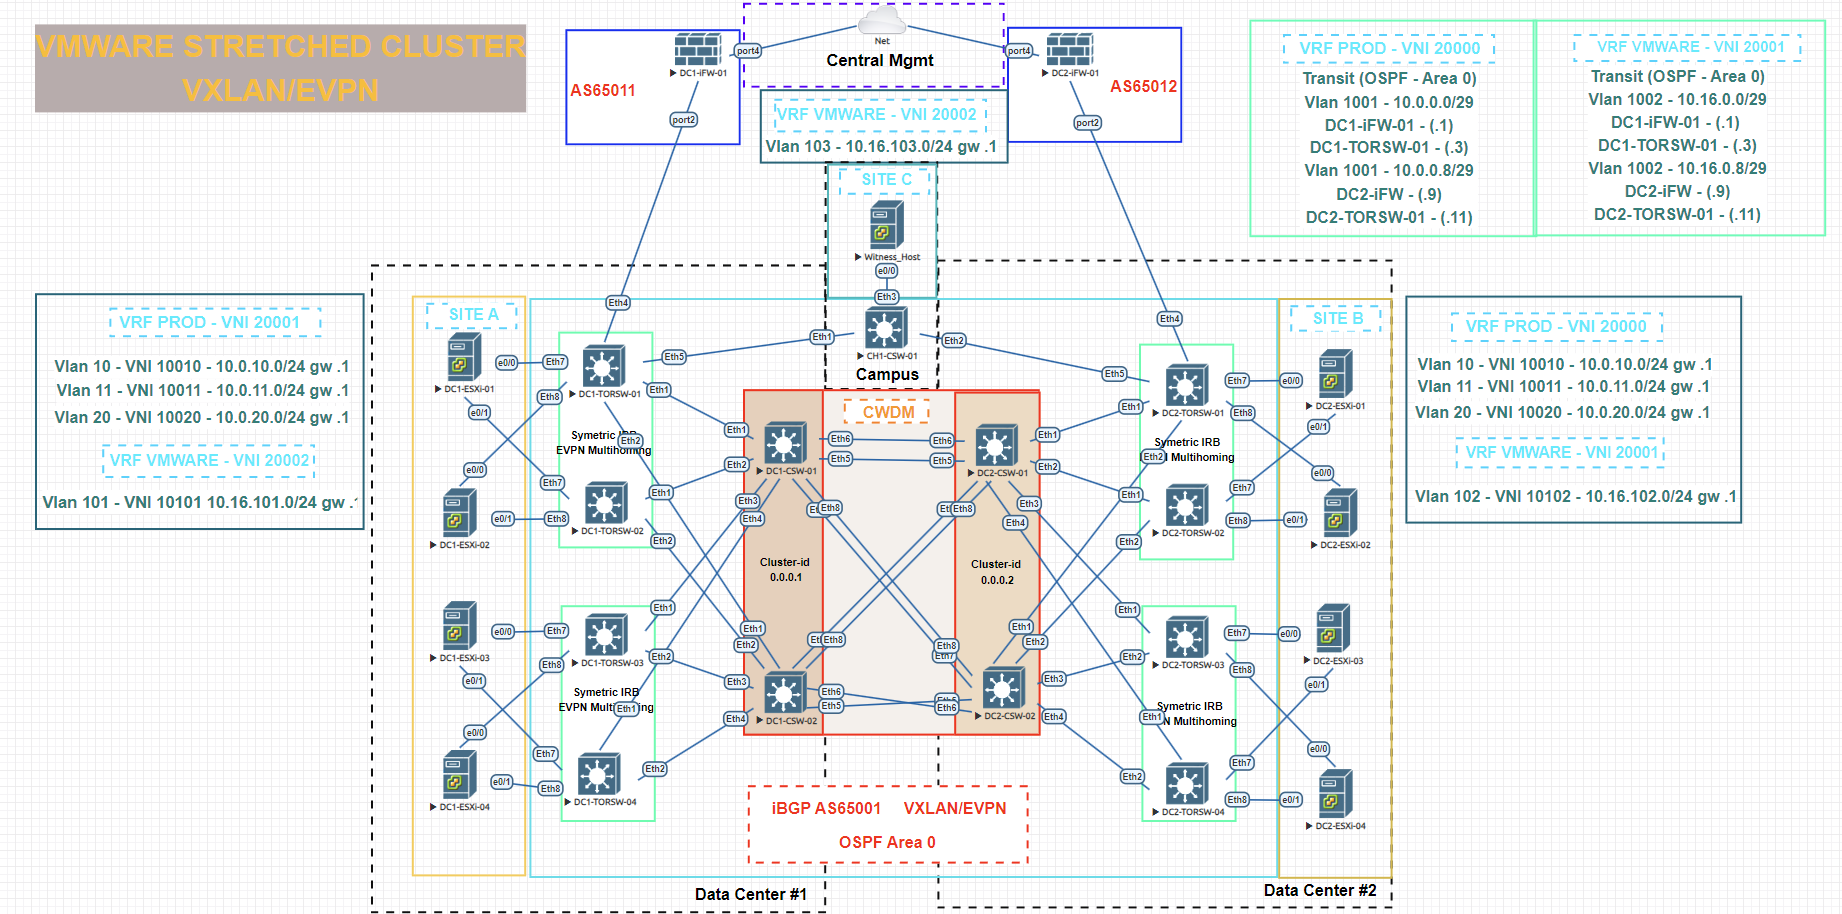 VMWARE STRETCHED CLUSTER
VXLAN/EVPN
AS65011
DC1-iFW-01
port4
port2
Net
Central Mgmt
port4
DC2-iFW-01
port2
AS65012
VRF VMWARE - VNI 20002
Vlan 103 - 10.16.103.0/24 gw .1
VRF PROD - VNI 20000
Transit (OSPF - Area 0)
Vlan 1001 - 10.0.0.0/29
DC1-iFW-01 - (.1)
DC1-TORSW-01 - (.3)
Vlan 1001 - 10.0.0.8/29
DC2-iFW - (.9)
DC2-TORSW-01 - (.11)
VRF VMWARE - VNI 20001
Transit (OSPF - Area 0)
Vlan 1002 - 10.16.0.0/29
DC1-iFW-01 - (.1)
DC1-TORSW-01 - (.3)
Vlan 1002 - 10.16.0.8/29
DC2-iFW - (.9)
DC2-TORSW-01 - (.11)
SITE C
Witness_Host
e0/0
Eth3
Eth1
Eth2
CH1-CSW-01
Campus
VRF PROD - VNI 20001
Vlan 10 - VNI 10010 - 10.0.10.0/24 gw .1
Vlan 11 - VNI 10011 - 10.0.11.0/24 gw .1
Vlan 20 - VNI 10020 - 10.0.20.0/24 gw .1
VRF VMWARE - VNI 20002
Vlan 101 - VNI 10101 10.16.101.0/24 gw .
SITE A
DC1-ESXi-01
e0/0
e0/1
DC1-ESXi-02
e0/0
e0/1
DC1-ESXi-03
e0/0
e0/1
DC1-ESXi-04
e0/0
e0/1
Eth4
Eth7
Eth8
Eth5
Eth1
DC1-TORSW-01
Symetric IRB
EVPN Multihoming
Eth2
Eth7
Eth8
Eth1
Eth2
DC1-TORSW-02
Eth7
Eth8
Eth1
Eth2
DC1-TORSW-03
Symetric IRB
EVPN Mult
ng
Eth1
Eth7
Eth8
Eth2
DC1-TORSW-04
CWDM
Eth1
Eth2
Eth3
Eth4
Eth6
Eth5
Eth8
DC1-CSW-01
Cluster-id
0.0.0.1
Eth1
Eth2
Eth3
Eth4
Eth8
Eth6
Eth5
DC1-CSW-02
Eth6
Eth5
Eth8
Eth1
Eth2
Eth3
Eth4
DC2-CSW-01
Cluster-id
0.0.0.2
Eth1
Eth2
Eth8
Eth7
Eth6
Eth3
Eth4
DC2-CSW-02
Eth4
Eth5
Eth1
Eth7
Eth8
DC2-TORSW-01
Symetric IRB
Multihoming
Eth2
Eth1
Eth2
Eth7
Eth8
DC2-TORSW-02
Eth1
Eth2
Eth7
Eth8
DC2-TORSW-03
Symetric IRB
N Multihoming
Eth1
Eth2
Eth7
Eth8
DC2-TORSW-04
SITE B
e0/0
DC2-ESXi-01
e0/1
e0/0
e0/1
DC2-ESXi-02
e0/0
DC2-ESXi-03
e0/1
e0/0
e0/1
DC2-ESXi-04
VRF PROD - VNI 20000
Vlan 10 - VNI 10010 - 10.0.10.0/24 gw .1
Vlan 11 - VNI 10011 - 10.0.11.0/24 gw .1
Vlan 20 - VNI 10020 - 10.0.20.0/24 gw .1
VRF VMWARE - VNI 20001
Vlan 102 - VNI 10102 - 10.16.102.0/24 gw .1
iBGP AS65001 VXLAN/EVPN
OSPF Area 0
Data Center #1
Data Center #2